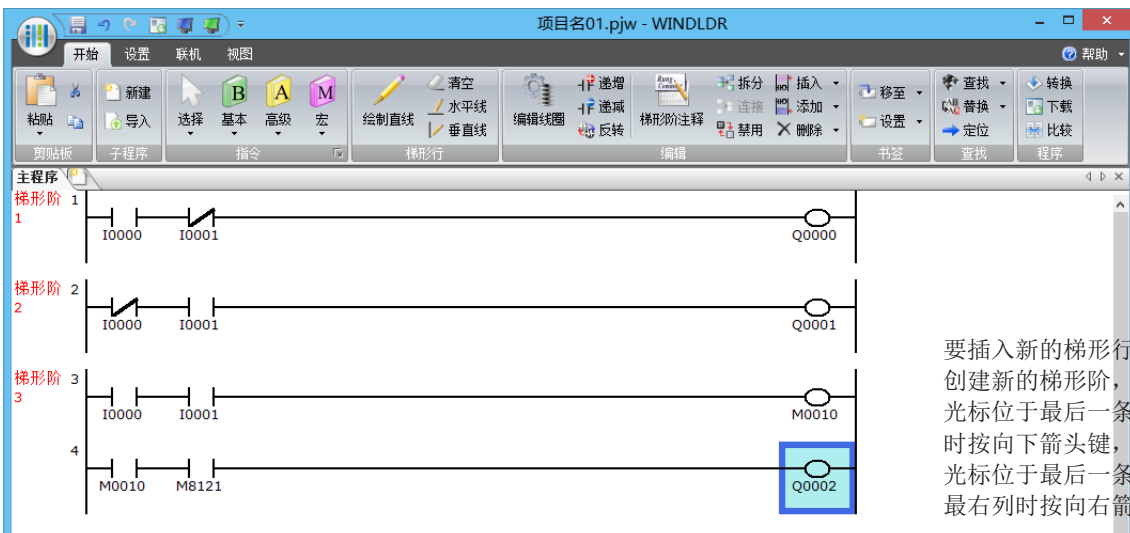 项目名01.pjw - WINDLDR
开始 设置 联机 视图 帮助
粘贴 新建 导入 选择 B 基本 A 高级 M 宏 绘制直线 清空 水平线 垂直线 编辑线圈 递增 递减 反转 梯形阶注释 拆分 连接 禁用 插入 添加 删除 移至 设置 查找 替换 定位 转换 下载 比较
剪贴板 子程序 指令 梯形行 编辑 书签 查找 程序
主程序
梯形阶 1
1
I0000 I0001 Q0000
梯形阶 2
2
I0000 I0001 Q0001
梯形阶 3
3
I0000 I0001 M0010
4
M0010 M8121 Q0002
要插入新的梯形行
创建新的梯形阶，
光标位于最后一条
时按向下箭头键，
光标位于最后一条
最右列时按向右箭